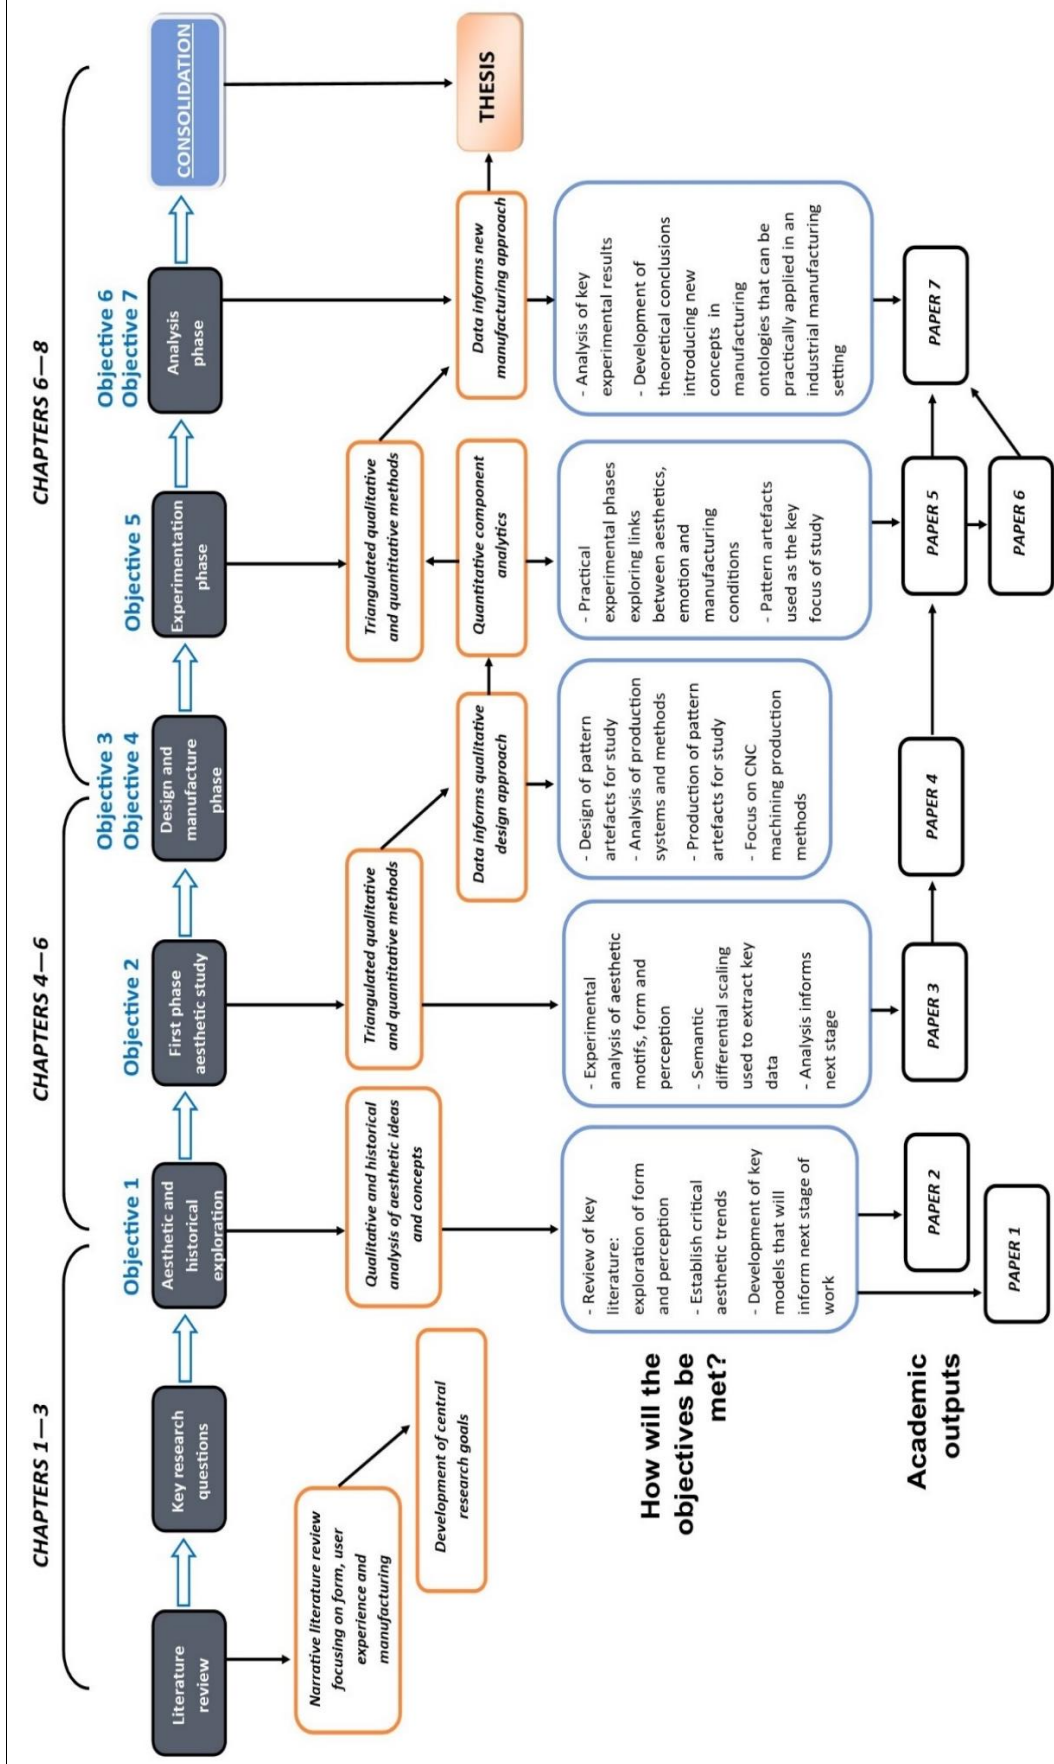 CHAPTERS 1—3
CHAPTERS 4—6
CHAPTERS 6—8
Objective 1
Objective 2
Objective 3
Objective 4
Objective 5
Objective 6
Objective 7
Literature
review
Key research
questions
Aesthetic and
historical
exploration
First phase
aesthetic study
Design and
manufacture
phase
Experimentation
phase
Analysis
phase
CONSOLIDATION
Narrative literature review
focusing on form, user
experience and
manufacturing
Development of central
research goals
Qualitative and historical
analysis of aesthetic ideas
and concepts
Triangulated qualitative
and quantitative methods
Data informs qualitative
design approach
Triangulated qualitative
and quantitative methods
Quantitative component
analytics
Data informs new
manufacturing approach
THESIS
How will the
objectives be
met?
- Review of key
literature:
exploration of form
and perception
- Establish critical
aesthetic trends
- Development of key
models that will
inform next stage of
work
- Experimental
analysis of aesthetic
motifs, form and
perception
- Semantic
differential scaling
used to extract key
data
- Analysis informs
next stage
- Design of pattern
artefacts for study
- Analysis of production
systems and methods
- Production of pattern
artefacts for study
- Focus on CNC
machining production
methods
- Practical
experimental phases
exploring links
between aesthetics,
emotion and
manufacturing
conditions
- Pattern artefacts
used as the key
focus of study
- Analysis of key
experimental results
- Development of
theoretical conclusions
introducing new
concepts in
manufacturing
ontologies that can be
practically applied in an
industrial manufacturing
setting
Academic
outputs
PAPER 1
PAPER 2
PAPER 3
PAPER 4
PAPER 5
PAPER 6
PAPER 7